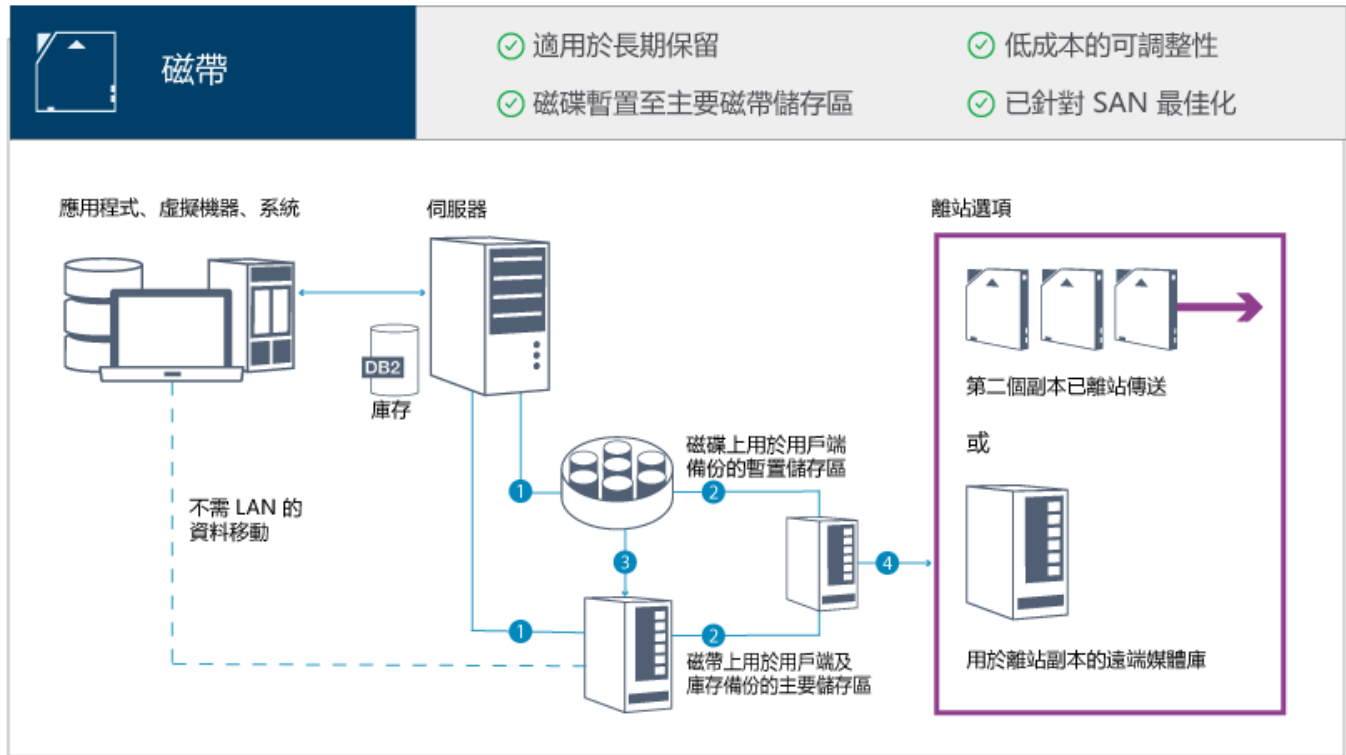 磁帶
適用於長期保留
低成本的可調整性
磁碟暫置至主要磁帶儲存區
已針對 SAN 最佳化
應用程式、虛擬機器、系統
伺服器
離站選項
DB2
庫存
第二個副本已離站傳送
磁碟上用於用戶端
備份的暫置儲存區
或
1
2
不需 LAN 的
資料移動
3
4
1
2
磁帶上用於用戶端及
庫存備份的主要儲存區
用於離站副本的遠端媒體庫